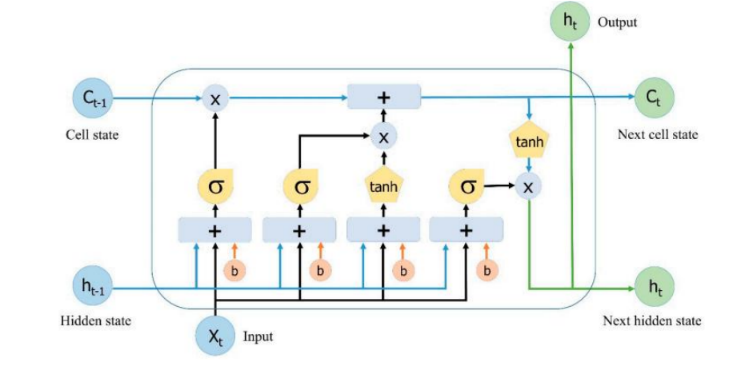 hₜ Output
Cₜ₋₁ x + Cₜ
Cell state Next cell state
x tanh
σ σ tanh σ x
+ + + +
b b b b
hₜ₋₁ hₜ
Hidden state Next hidden state
Xₜ Input